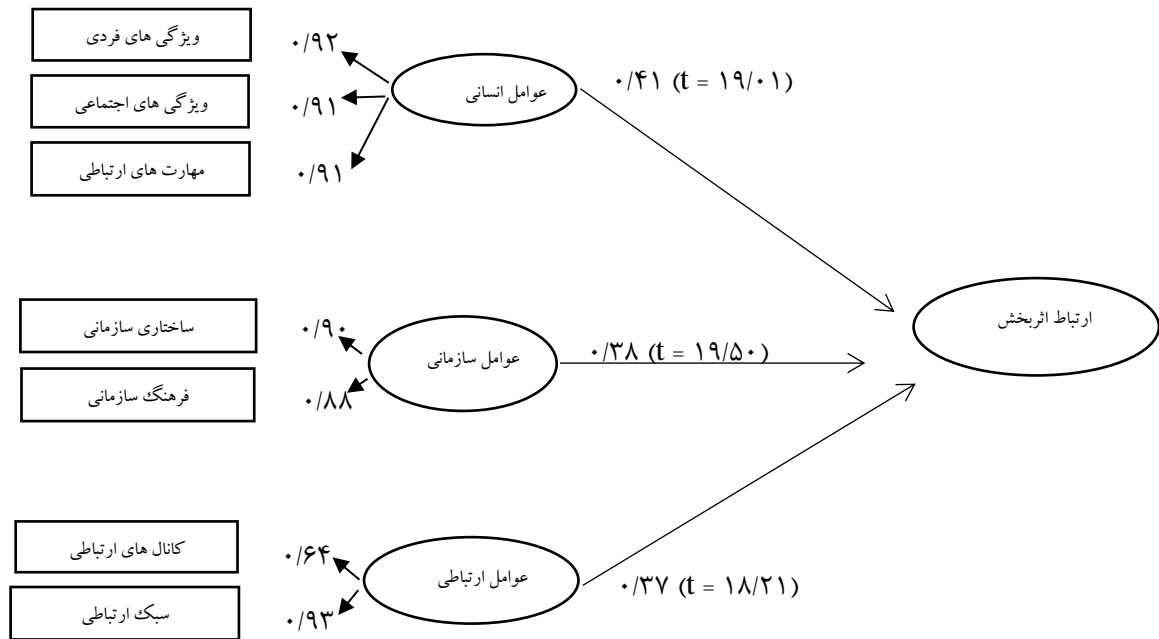 ویژگی های فردی
۰/۹۲
ویژگی های اجتماعی
۰/۹۱
مهارت های ارتباطی
۰/۹۱
عوامل انسانی
۰/۴۱ (t = ۱۹/۰۱)
ساختاری سازمانی
۰/۹۰
فرهنگ سازمانی
۰/۸۸
عوامل سازمانی
۰/۳۸ (t = ۱۹/۵۰)
ارتباط اثربخش
کانال های ارتباطی
۰/۶۴
سبک ارتباطی
۰/۹۳
عوامل ارتباطی
۰/۳۷ (t = ۱۸/۲۱)